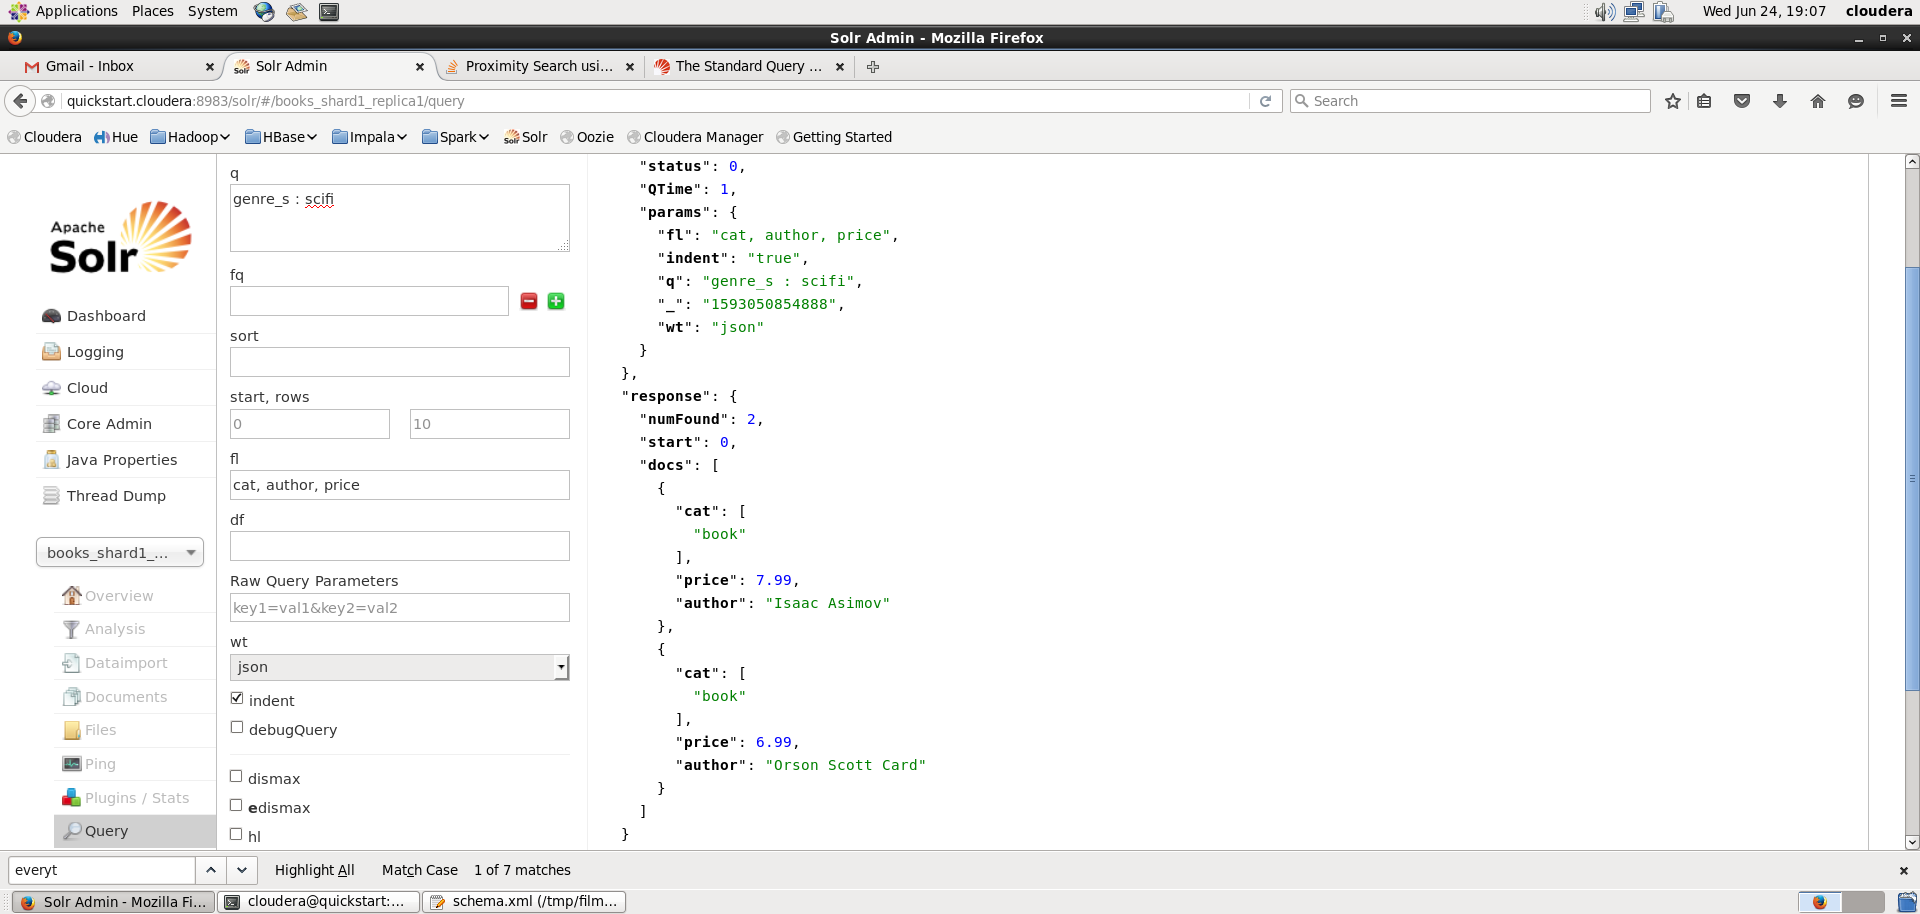 Applications Places System Wed Jun 24, 19:07 cloudera
Solr Admin - Mozilla Firefox
Gmail - Inbox Solr Admin Proximity Search usi... The Standard Query ...
quickstart.cloudera:8983/solr/#/books_shard1_replica1/query Search
Cloudera Hue Hadoop HBase Impala Spark Solr Oozie Cloudera Manager Getting Started
Apache
Solr
Dashboard
Logging
Cloud
Core Admin
Java Properties
Thread Dump
books_shard1_...
Overview
Analysis
Dataimport
Documents
Files
Ping
Plugins / Stats
Query
q
genre_s : scifi
fq
sort
start, rows
0 10
fl
cat, author, price
df
Raw Query Parameters
key1=val1&key2=val2
wt
json
indent
debugQuery
dismax
edismax
hl
"status": 0,
"QTime": 1,
"params": {
"fl": "cat, author, price",
"indent": "true",
"q": "genre_s : scifi",
"_": "1593050854888",
"wt": "json"
}
},
"response": {
"numFound": 2,
"start": 0,
"docs": [
{
"cat": [
"book"
],
"price": 7.99,
"author": "Isaac Asimov"
},
{
"cat": [
"book"
],
"price": 6.99,
"author": "Orson Scott Card"
}
]
}
everyt Highlight All Match Case 1 of 7 matches
Solr Admin - Mozilla Fi... cloudera@quickstart:... schema.xml (/tmp/film...